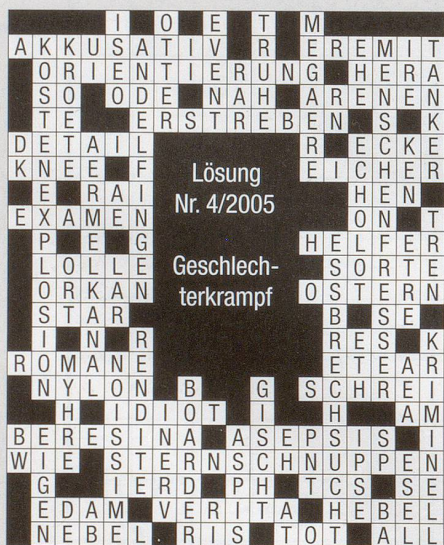 I O E T M
AKKUSATIV R EREMIT
ORIENTIERUNG HERA
SO ODE NAH ARENEN
TE ERSTREBEN S K
DETAIL R ECKE
KNEE F EICHER
E RAI HEN
EXAMEN ON T
P E G HELFER
LOLLE SORTE
ORKAN OSTERN
STAR B SE
I N R RES K
ROMANE ETEAR
NYLON B G SCHREI
H IDIOT I H AM
BERESINA ASEPSIS I
WIE STERNSCHNUPPEN
G IERD PH TCS SE
EDAM VERITA HEBEL
NEBEL RIS TOT ALL
Lösung
Nr. 4/2005
Geschlech-
terkrampf